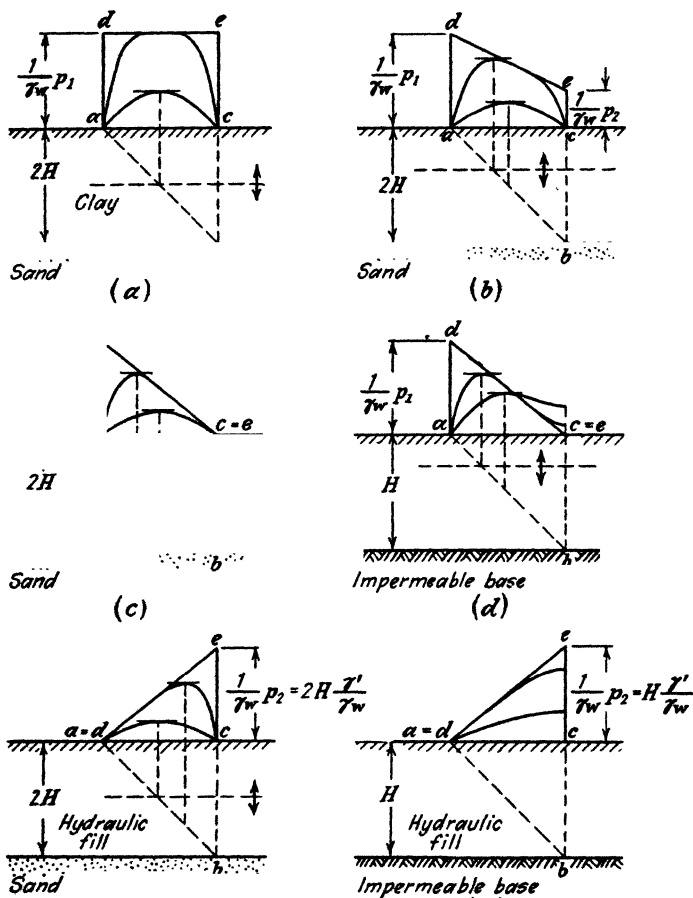 d e
1/γw p1
a c
2H
Clay
Sand
(a)
d
e
1/γw p1
1/γw p2
a c
2H
b
Sand
(b)
c = e
2H
b
Sand
(c)
d
1/γw p1
a
c = e
H
b
Impermeable base
(d)
e
1/γw p2 = 2H γ'/γw
a = d
c
2H
Hydraulic
fill
b
Sand
e
1/γw p2 = H γ'/γw
a = d
c
H
Hydraulic
fill
b
Impermeable base